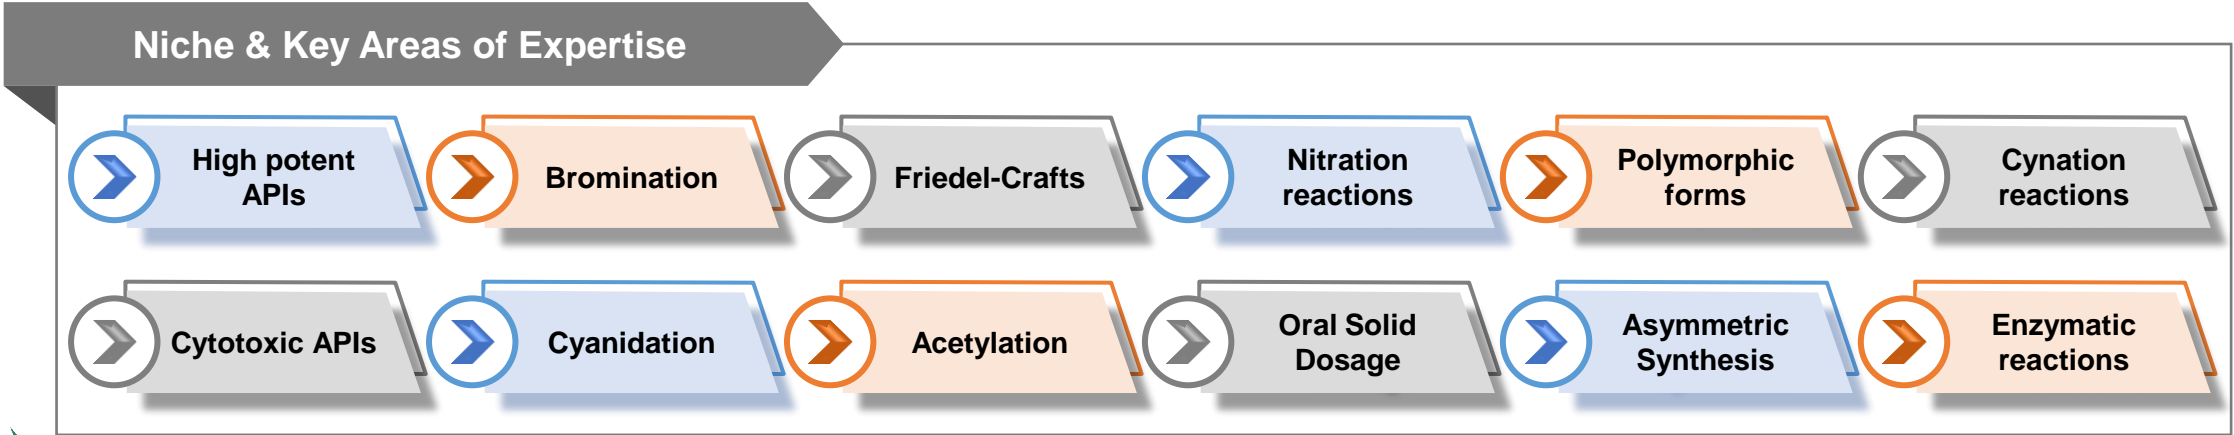 Niche & Key Areas of Expertise
High potent
APIs
Bromination
Friedel-Crafts
Nitration
reactions
Polymorphic
forms
Cynation
reactions
Cytotoxic APIs
Cyanidation
Acetylation
Oral Solid
Dosage
Asymmetric
Synthesis
Enzymatic
reactions